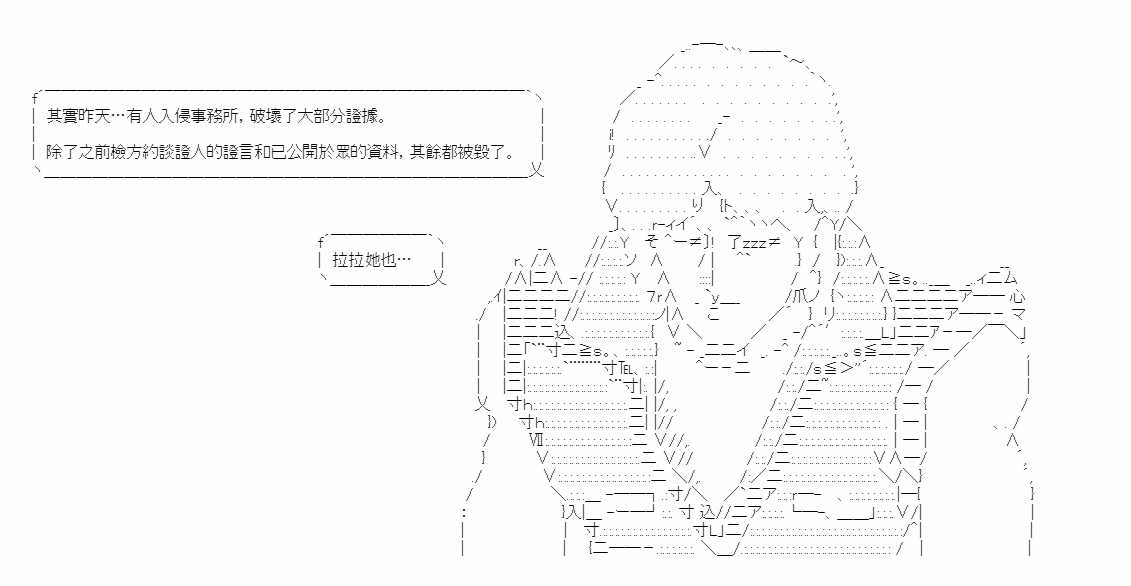 其實昨天…有人入侵事務所，破壞了大部分證據。
除了之前檢方約談證人的證言和已公開於眾的資料，其餘都被毀了。
拉拉她也…